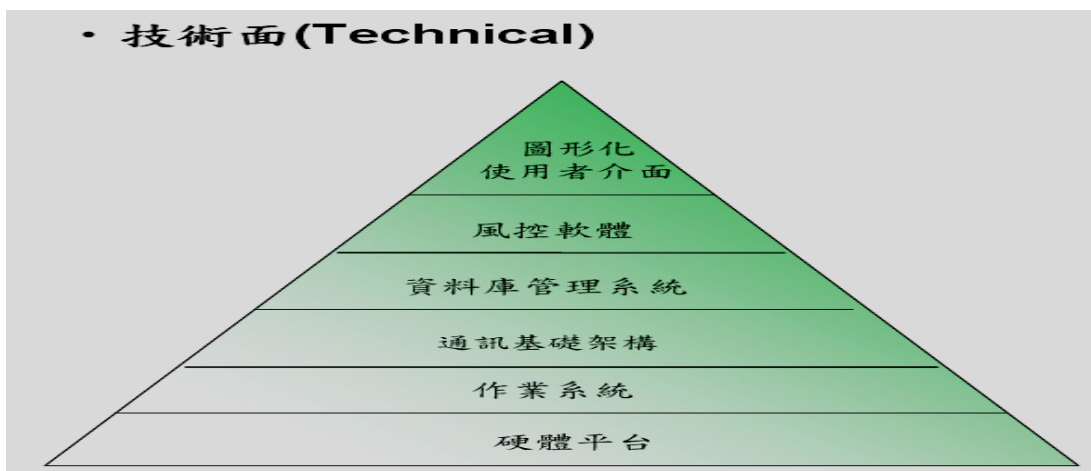 • 技術面(Technical)
圖形化
使用者介面
風控軟體
資料庫管理系統
通訊基礎架構
作業系統
硬體平台